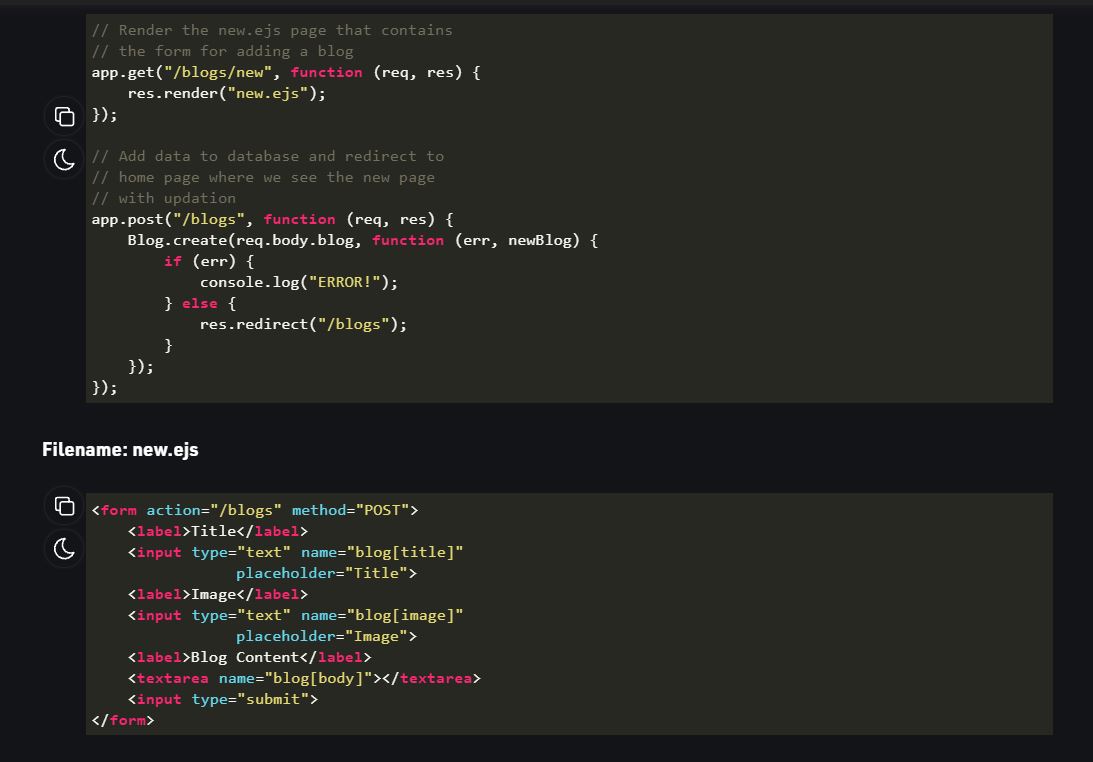 // Render the new.ejs page that contains
// the form for adding a blog
app.get("/blogs/new", function (req, res) {
    res.render("new.ejs");
});

// Add data to database and redirect to
// home page where we see the new page
// with updation
app.post("/blogs", function (req, res) {
    Blog.create(req.body.blog, function (err, newBlog) {
        if (err) {
            console.log("ERROR!");
        } else {
            res.redirect("/blogs");
        }
    });
});

Filename: new.ejs

<form action="/blogs" method="POST">
    <label>Title</label>
    <input type="text" name="blog[title]"
                placeholder="Title">
    <label>Image</label>
    <input type="text" name="blog[image]"
                placeholder="Image">
    <label>Blog Content</label>
    <textarea name="blog[body]"></textarea>
    <input type="submit">
</form>